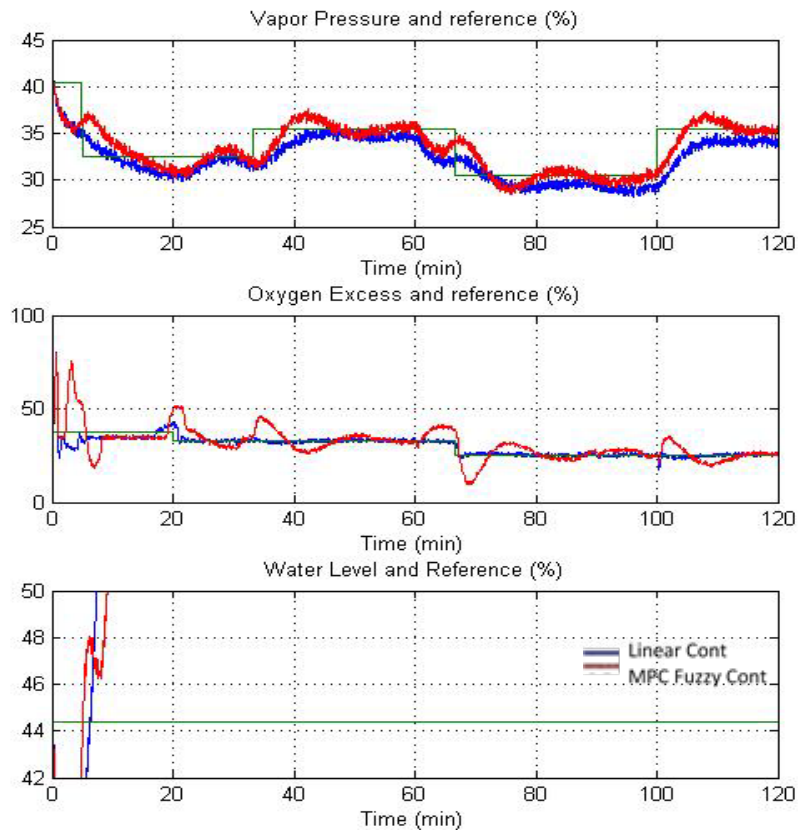 Vapor Pressure and reference (%)
45
40
35
30
25
0 20 40 60 80 100 120
Time (min)
Oxygen Excess and reference (%)
100
50
0
0 20 40 60 80 100 120
Time (min)
Water Level and Reference (%)
50
48
46
44
42
Linear Cont
MPC Fuzzy Cont
0 20 40 60 80 100 120
Time (min)